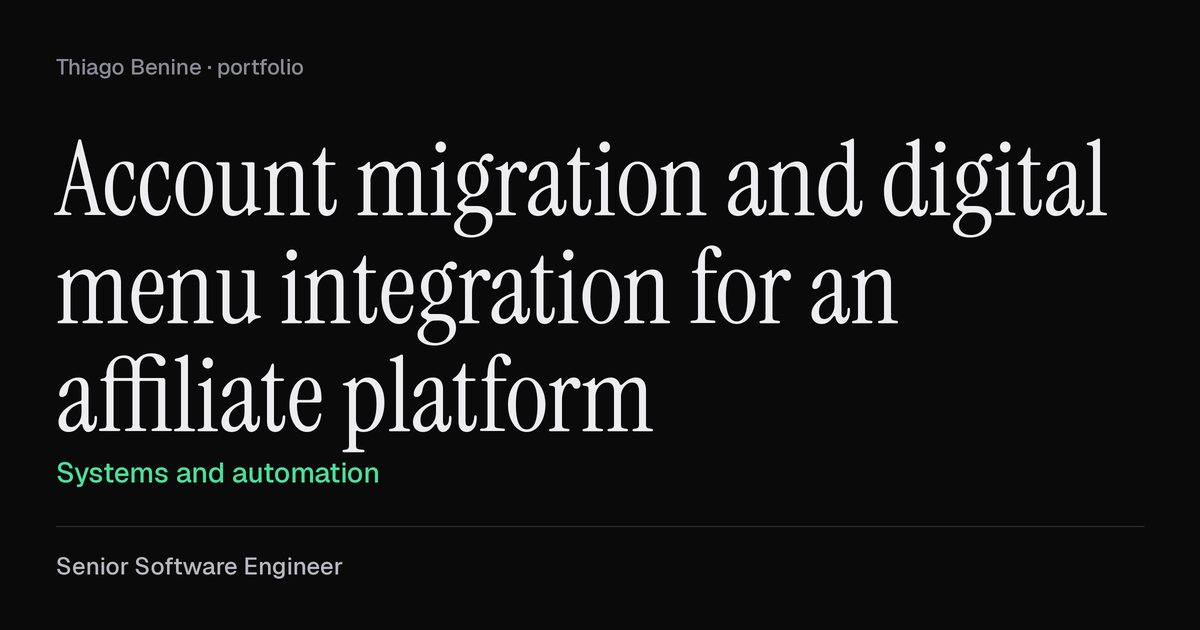 Thiago Benine · portfolio
Account migration and digital
menu integration for an
affiliate platform
Systems and automation
Senior Software Engineer